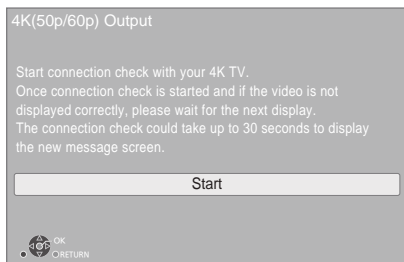 4K(50p/60p) Output
Start connection check with your 4K TV.
Once connection check is started and if the video is not
displayed correctly, please wait for the next display.
The connection check could take up to 30 seconds to display
the new message screen.
Start
OK
RETURN